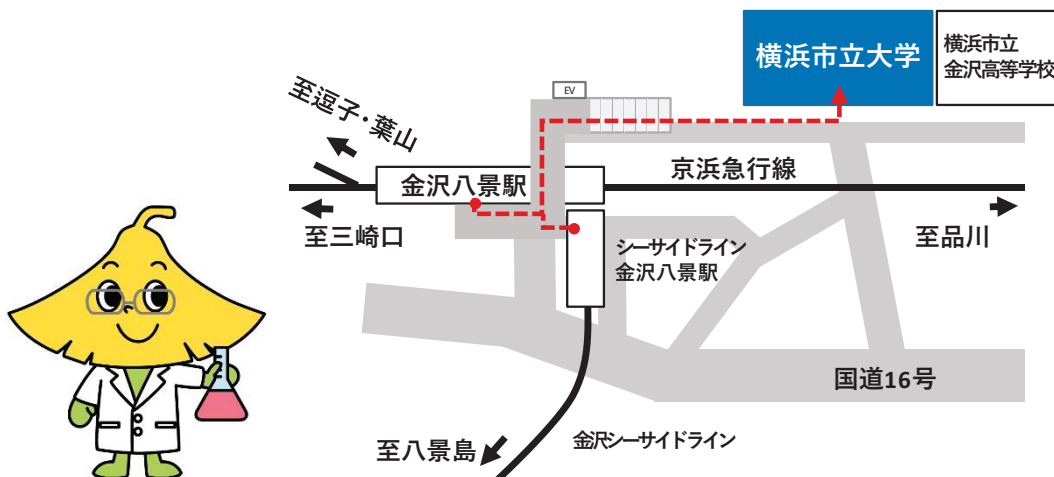 横浜市立大学
横浜市立
金沢高等学校
EV
至逗子・葉山
金沢八景駅
京浜急行線
至三崎口
至品川
シーサイドライン
金沢八景駅
国道16号
金沢シーサイドライン
至八景島